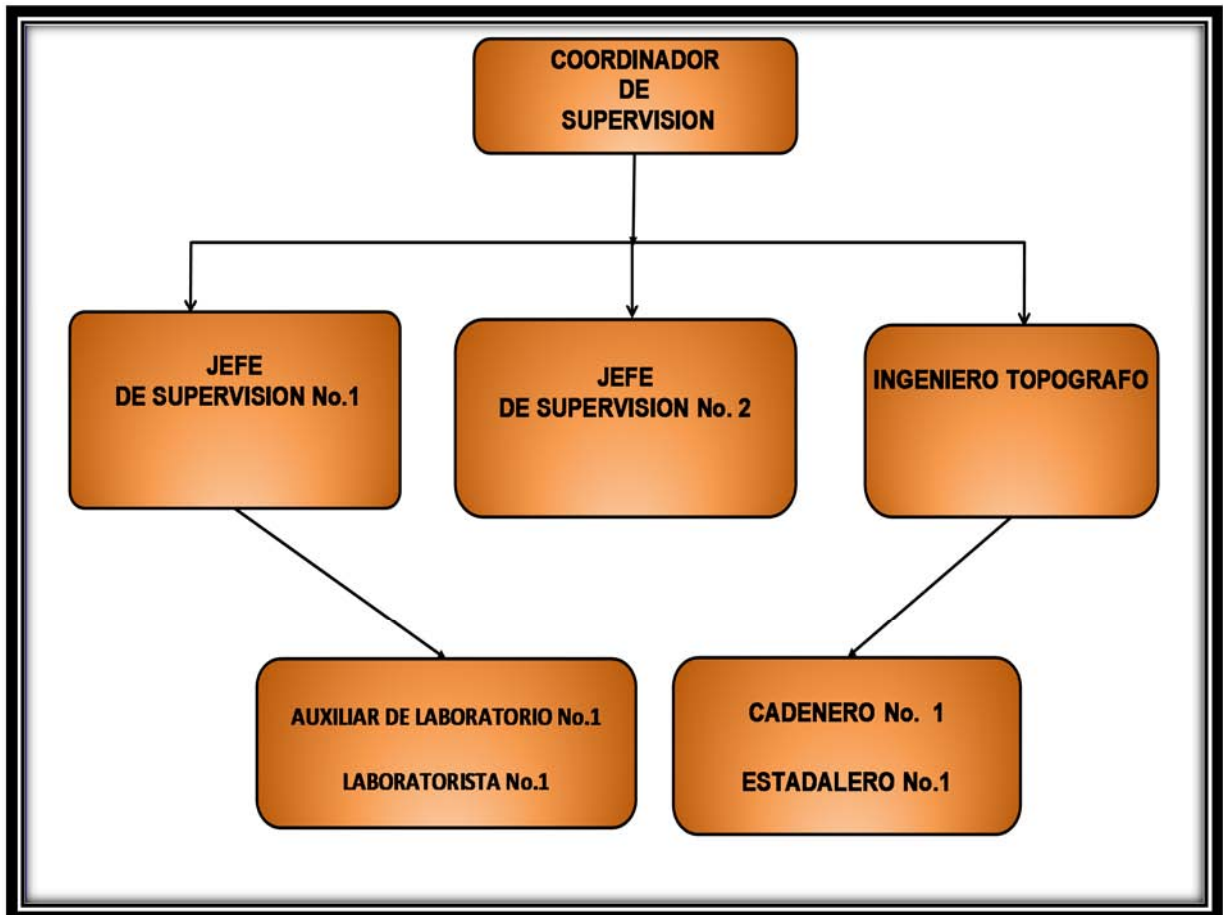 COORDINADOR
DE
SUPERVISION
JEFE
DE SUPERVISION No.1
JEFE
DE SUPERVISION No. 2
INGENIERO TOPOGRAFO
AUXILIAR DE LABORATORIO No.1
LABORATORISTA No.1
CADENERO No. 1
ESTADALERO No.1